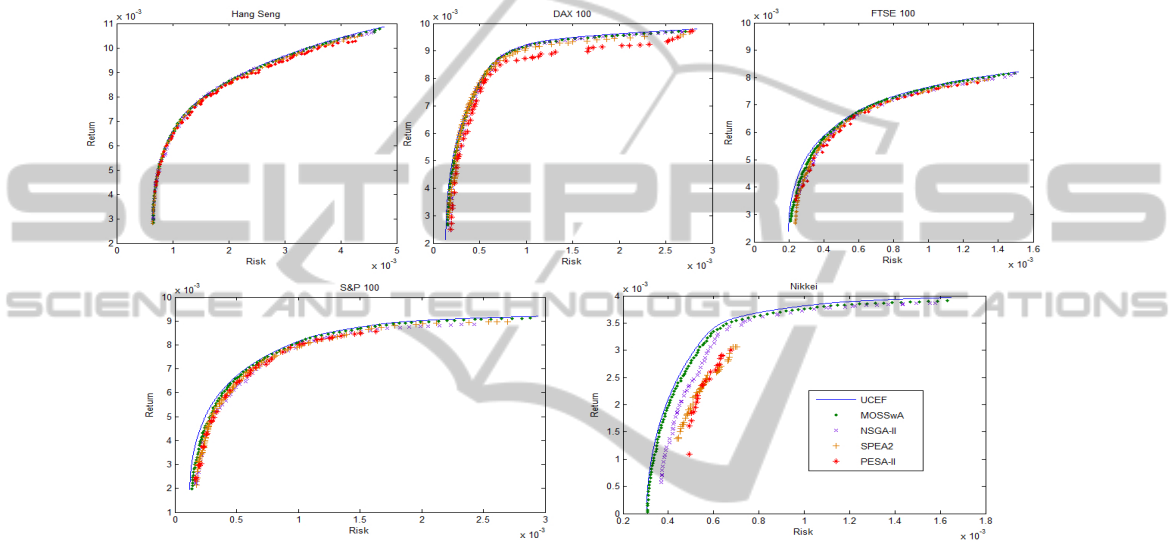 Hang Seng
x 10⁻³
11
10
9
8
7
6
5
4
3
2
Return
0
1
2
3
4
5
Risk
x 10⁻³
DAX 100
x 10⁻³
10
9
8
7
6
5
4
3
2
Return
0
0.5
1
1.5
2
2.5
3
Risk
x 10⁻³
FTSE 100
x 10⁻³
10
9
8
7
6
5
4
3
2
Return
0
0.2
0.4
0.6
0.8
1
1.2
1.4
1.6
Risk
x 10⁻³
SCITEPRESS
SCIENCE AND TECHNOLOGY PUBLICATIONS
S&P 100
x 10⁻³
10
9
8
7
6
5
4
3
2
1
Return
0
0.5
1
1.5
2
2.5
3
Risk
x 10⁻³
Nikkei
x 10⁻³
4
3.5
3
2.5
2
1.5
1
0.5
0
Return
0.2
0.4
0.6
0.8
1
1.2
1.4
1.6
1.8
Risk
x 10⁻³
UCEF
MOSSwA
NSGA-II
SPEA2
PESA-II